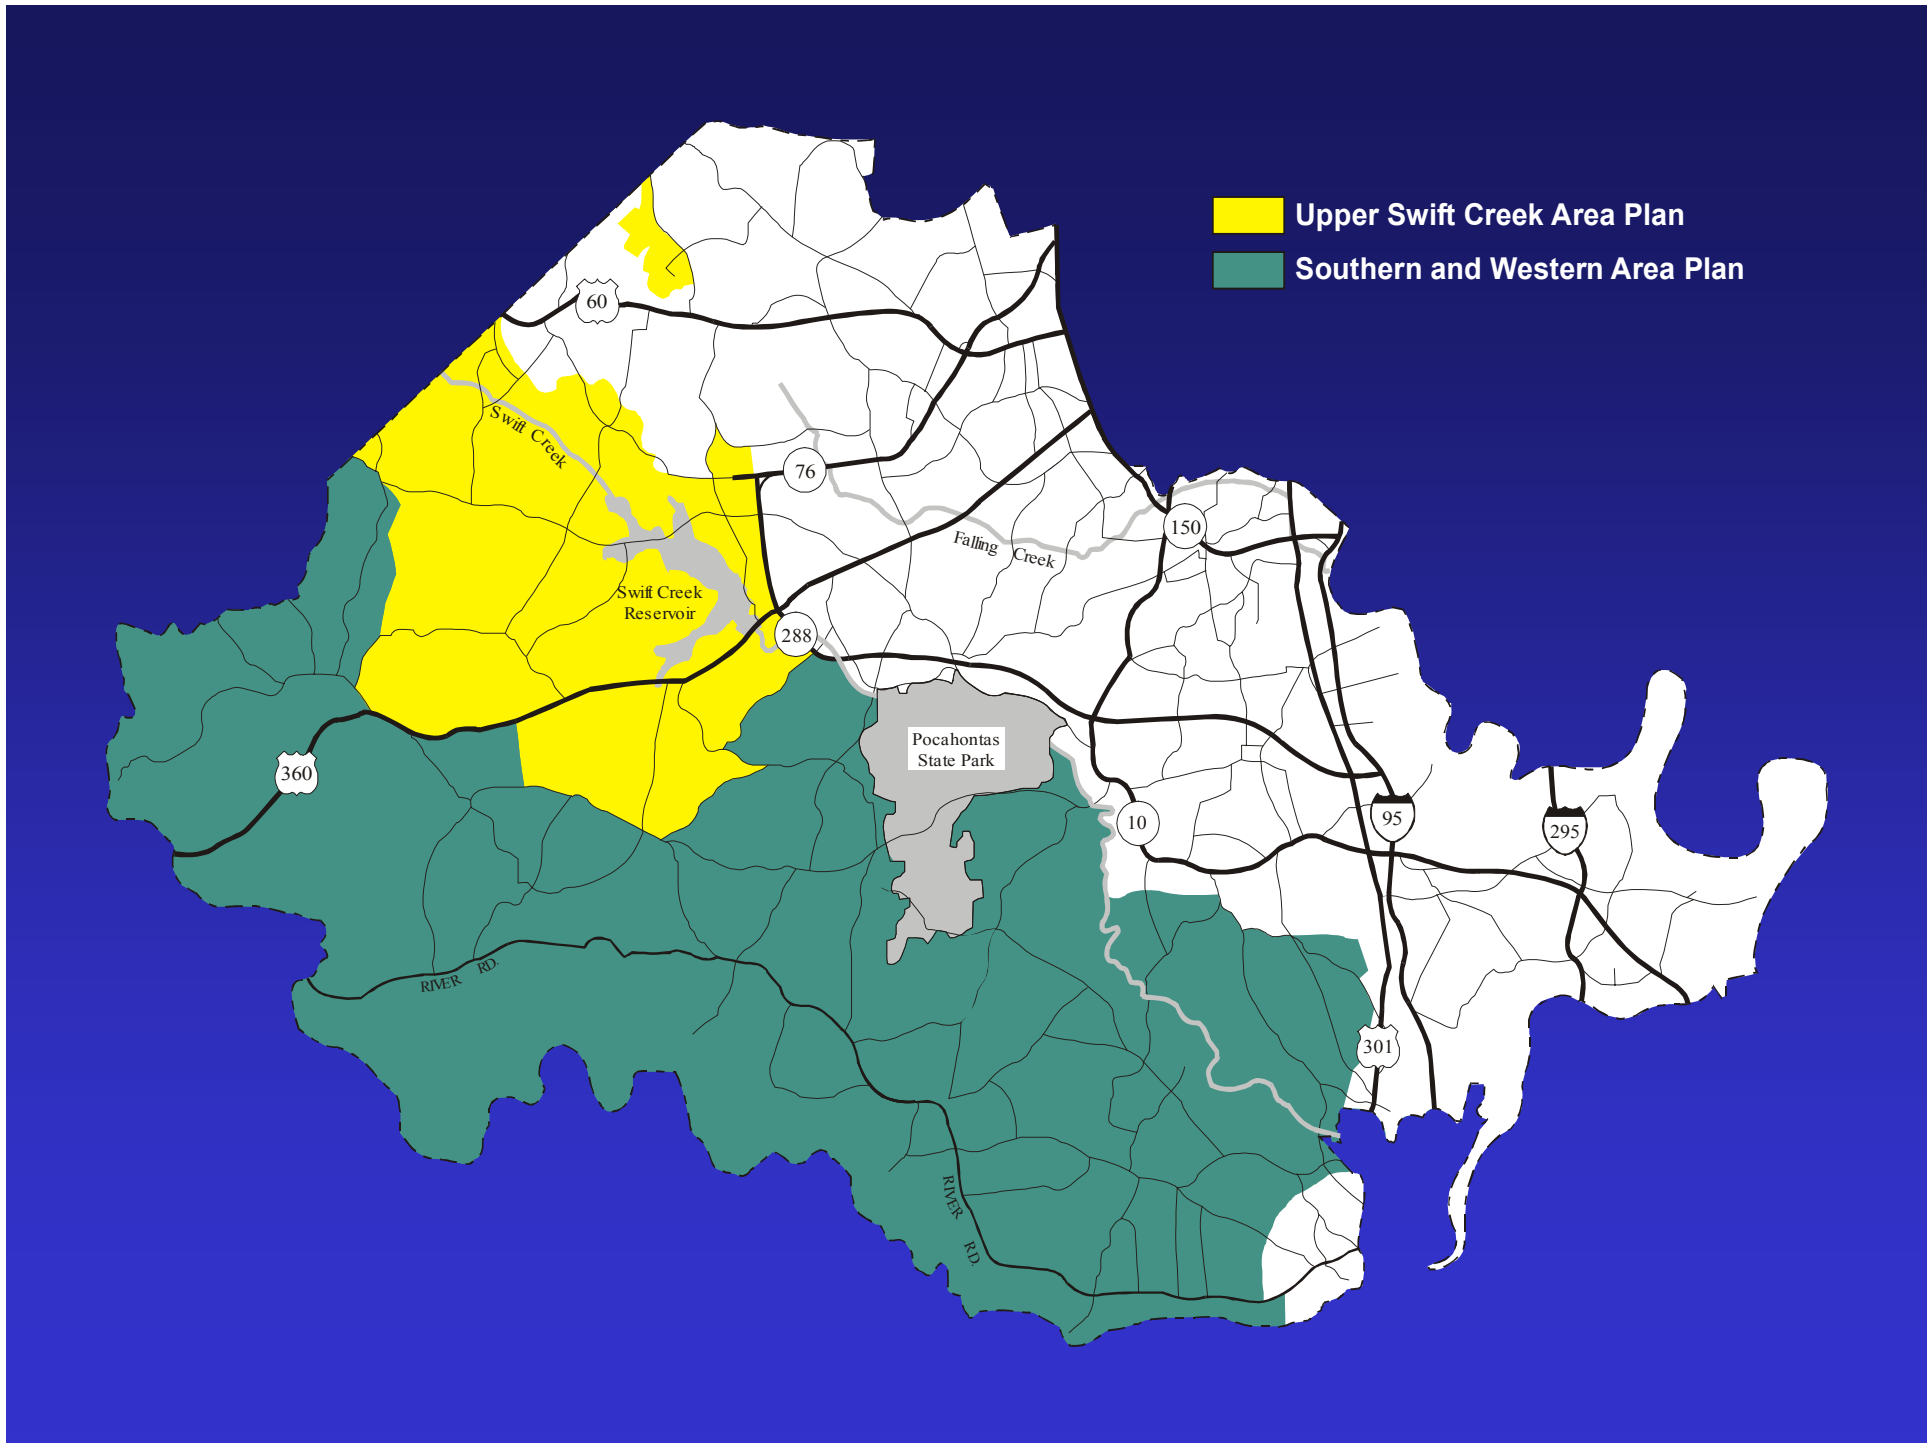 Upper Swift Creek Area Plan
Southern and Western Area Plan
60
Swift Creek
76
150
Falling Creek
Swift Creek
Reservoir
288
Pocahontas
State Park
360
10
95
295
RIVER RD.
301
RIVER RD.